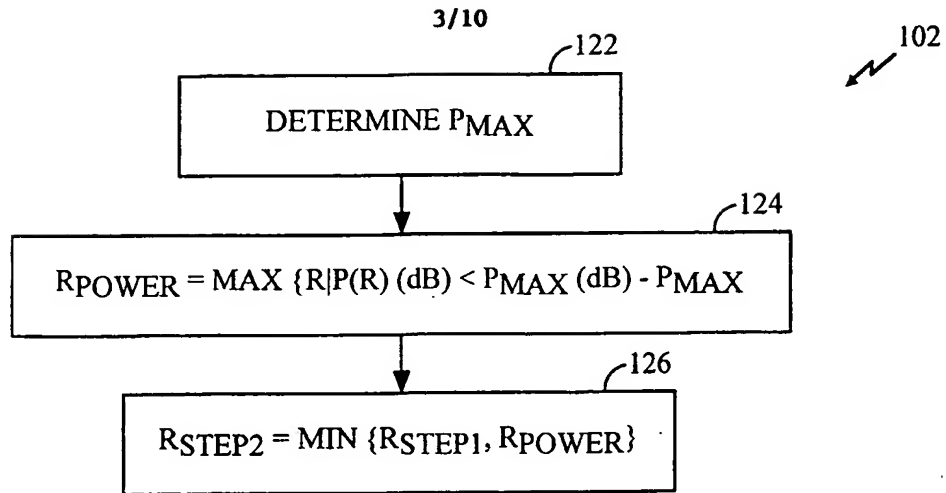 3/10
102
122
DETERMINE PMAX
124
RPOWER = MAX {R|P(R) (dB) < PMAX (dB) - PMAX
126
RSTEP2 = MIN {RSTEP1, RPOWER}